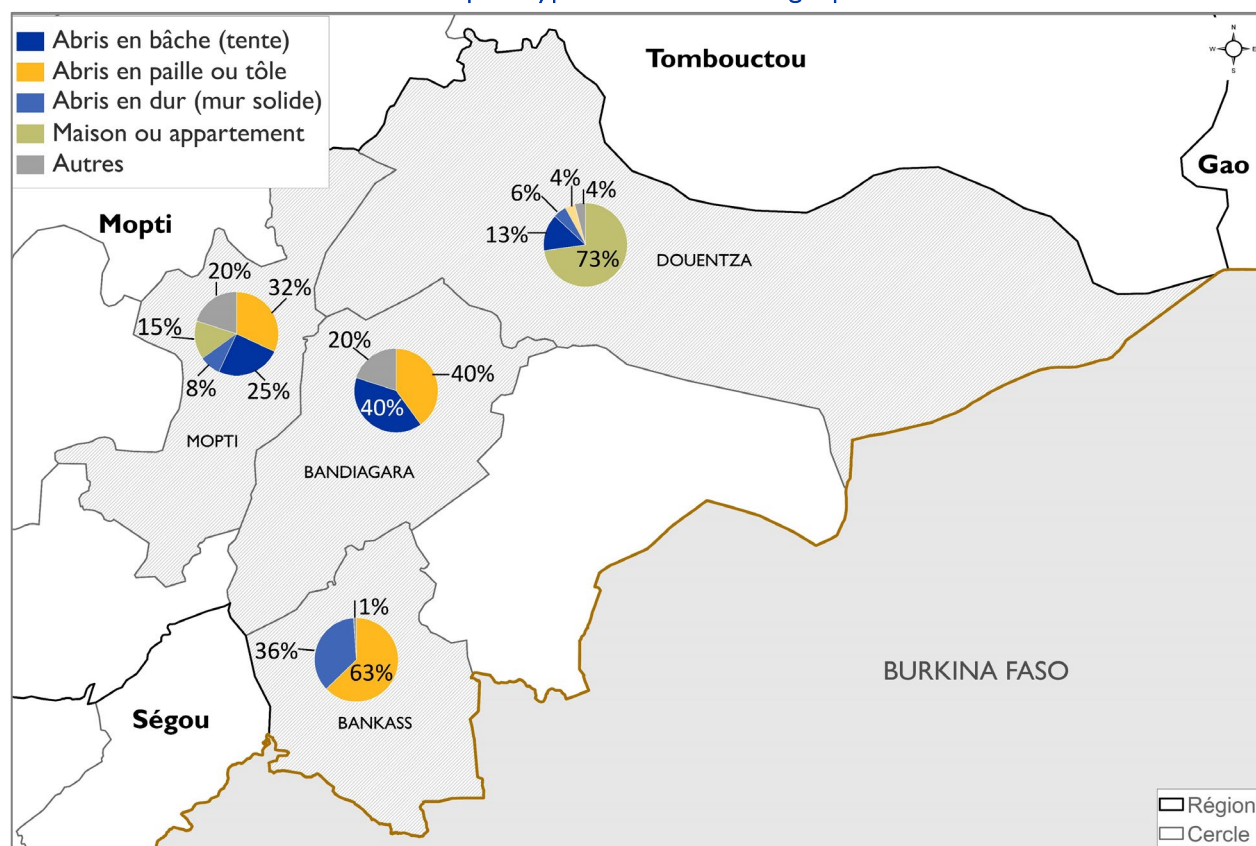 Abris en bâche (tente)
Abris en paille ou tôle
Abris en dur (mur solide)
Maison ou appartement
Autres
Tombouctou
N
W
E
S
Gao
Mopti
4%
4%
6%
13%
73%
DOUENTZA
20%
32%
15%
8%
25%
MOPTI
20%
40%
40%
BANDIAGARA
1%
36%
63%
BANKASS
Ségou
BURKINA FASO
Région
Cercle